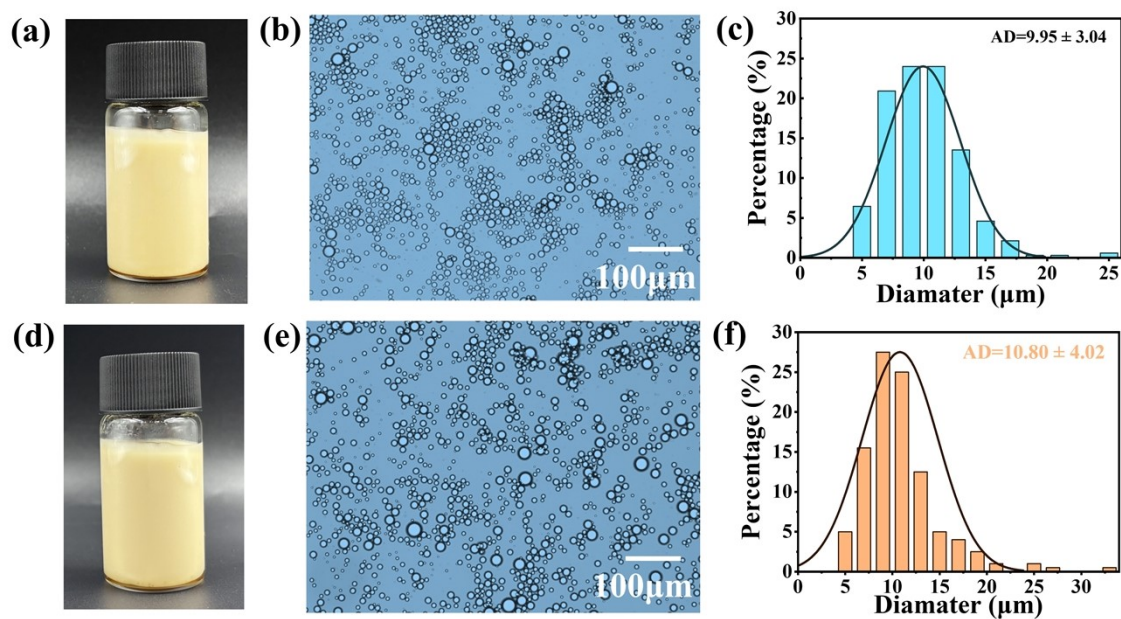 (a)
(b)
100µm
(c)
AD=9.95 ± 3.04
Percentage (%)
30
25
20
15
10
5
0
0 5 10 15 20 25
Diamater (µm)
(d)
(e)
100µm
(f)
AD=10.80 ± 4.02
Percentage (%)
30
25
20
15
10
5
0
0 5 10 15 20 25 30
Diamater (µm)